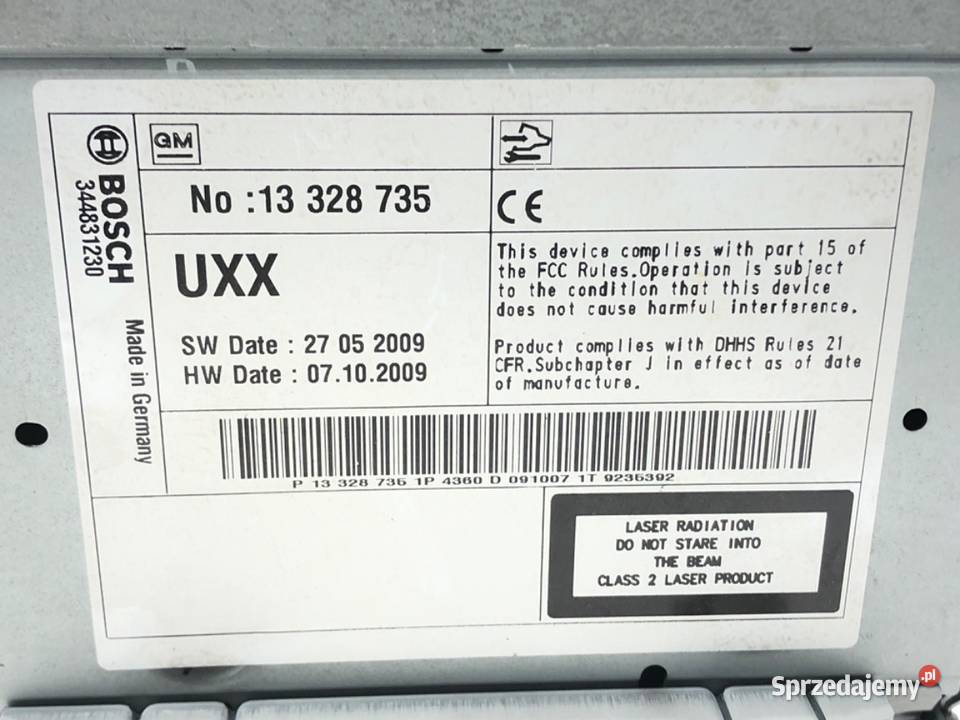 BOSCH
344831230
Made in Germany
GM
No :13 328 735
UXX
SW Date : 27 05 2009
HW Date : 07.10.2009
CE
This device complies with part 15 of
the FCC Rules.Operation is subject
to the condition that this device
does not cause harmful interference.
Product complies with DHHS Rules 21
CFR.Subchapter J in effect as of date
of manufacture.
P 13 328 735 1P 4360 D 091007 1T 9235392
LASER RADIATION
DO NOT STARE INTO
THE BEAM
CLASS 2 LASER PRODUCT
Sprzedajemy.pl